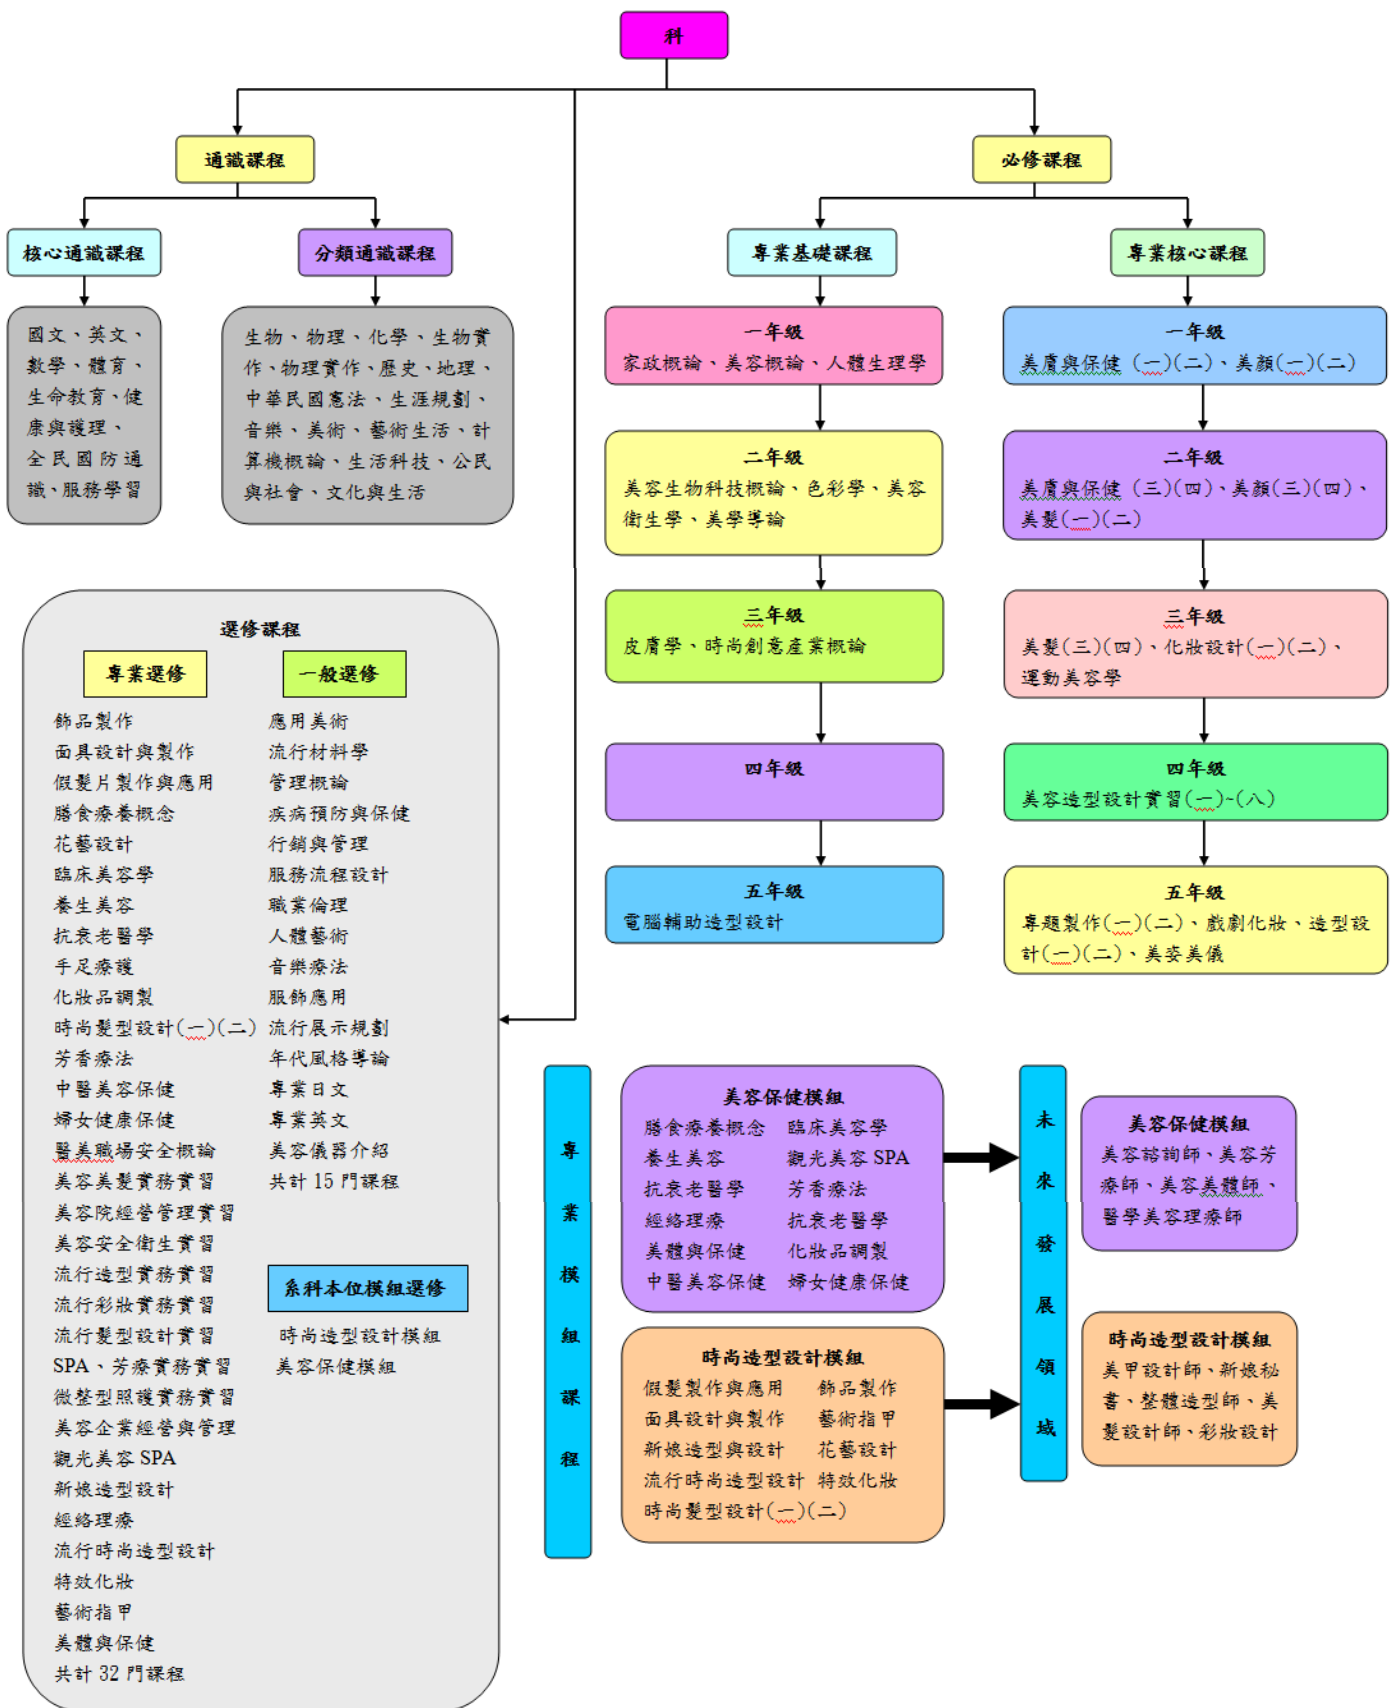 科
通識課程
必修課程
核心通識課程
分類通識課程
專業基礎課程
專業核心課程
國文、英文、
數學、體育、
生命教育、健
康與護理、
全民國防通
識、服務學習
生物、物理、化學、生物實
作、物理實作、歷史、地理、
中華民國憲法、生涯規劃、
音樂、美術、藝術生活、計
算機概論、生活科技、公民
與社會、文化與生活
一年級
家政概論、美容概論、人體生理學
二年級
美容生物科技概論、色彩學、美容
衛生學、美學導論
三年級
皮膚學、時尚創意產業概論
四年級
五年級
電腦輔助造型設計
一年級
美膚與保健 (一)(二)、美顏(一)(二)
二年級
美膚與保健 (三)(四)、美顏(三)(四)、
美髮(一)(二)
三年級
美髮(三)(四)、化妝設計(一)(二)、
運動美容學
四年級
美容造型設計實習(一)~(八)
五年級
專題製作(一)(二)、戲劇化妝、造型設
計(一)(二)、美姿美儀
選修課程
專業選修
飾品製作
面具設計與製作
假髮片製作與應用
膳食療養概念
花藝設計
臨床美容學
養生美容
抗衰老醫學
手足療護
化妝品調製
時尚髮型設計(一)(二)
芳香療法
中醫美容保健
婦女健康保健
醫美職場安全概論
美容美髮實務實習
美容院經營管理實習
美容安全衛生實習
流行造型實務實習
流行彩妝實務實習
流行髮型設計實習
SPA、芳療實務實習
微整型照護實務實習
美容企業經營與管理
觀光美容 SPA
新娘造型設計
經絡理療
流行時尚造型設計
特效化妝
藝術指甲
美體與保健
共計 32 門課程
一般選修
應用美術
流行材料學
管理概論
疾病預防與保健
行銷與管理
服務流程設計
職業倫理
人體藝術
音樂療法
服飾應用
流行展示規劃
年代風格導論
專業日文
專業英文
美容儀器介紹
共計 15 門課程
系科本位模組選修
時尚造型設計模組
美容保健模組
專業模組課程
美容保健模組
膳食療養概念 臨床美容學
養生美容 觀光美容 SPA
抗衰老醫學 芳香療法
經絡理療 抗衰老醫學
美體與保健 化妝品調製
中醫美容保健 婦女健康保健
時尚造型設計模組
假髮製作與應用 飾品製作
面具設計與製作 藝術指甲
新娘造型與設計 花藝設計
流行時尚造型設計 特效化妝
時尚髮型設計(一)(二)
未來發展領域
美容保健模組
美容諮詢師、美容芳
療師、美容美體師、
醫學美容理療師
時尚造型設計模組
美甲設計師、新娘秘
書、整體造型師、美
髮設計師、彩妝設計